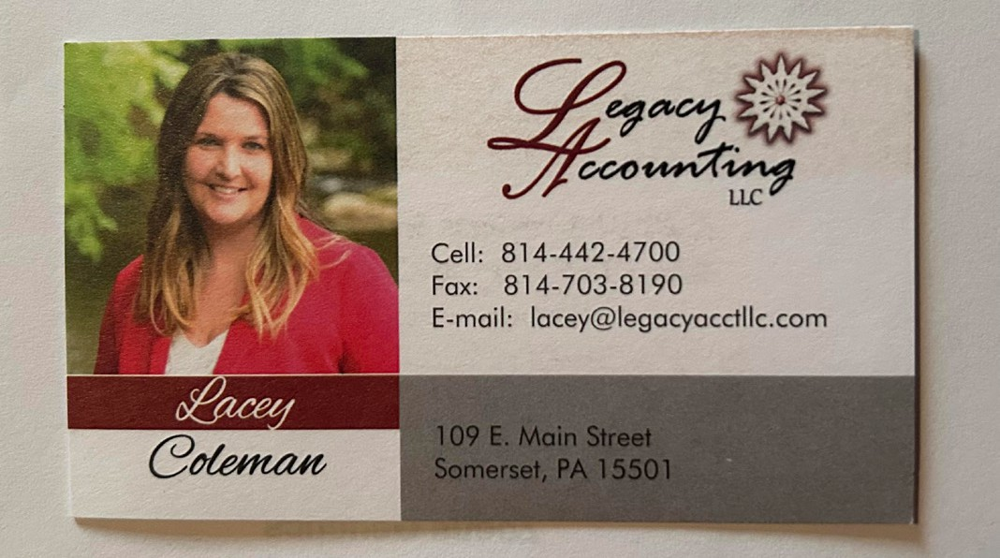 Legacy
Accounting
LLC
Cell: 814-442-4700
Fax: 814-703-8190
E-mail: lacey@legacyacctllc.com
Lacey
Coleman
109 E. Main Street
Somerset, PA 15501